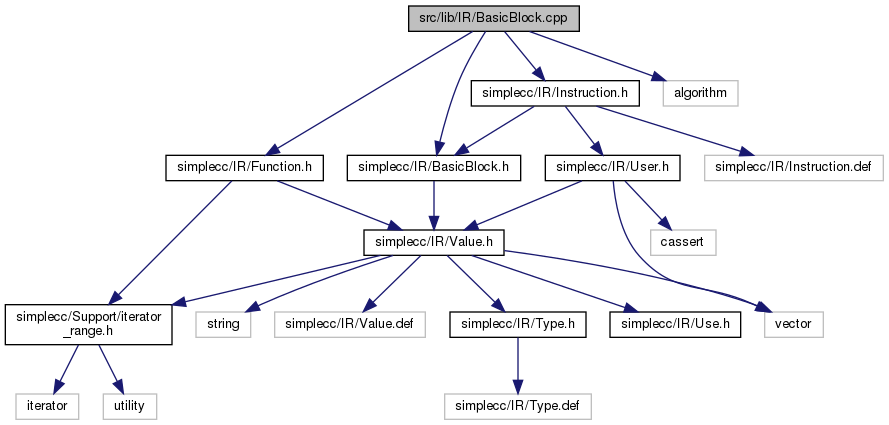 src/lib/IR/BasicBlock.cpp
simplecc/IR/Instruction.h
algorithm
simplecc/IR/Function.h
simplecc/IR/BasicBlock.h
simplecc/IR/User.h
simplecc/IR/Instruction.def
simplecc/IR/Value.h
cassert
simplecc/Support/iterator
_range.h
string
simplecc/IR/Value.def
simplecc/IR/Type.h
simplecc/IR/Use.h
vector
iterator
utility
simplecc/IR/Type.def